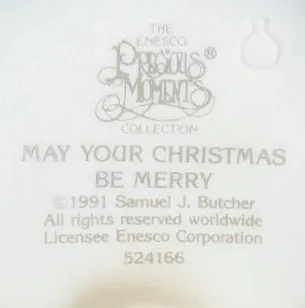 THE
ENESCO
PRECIOUS®
MOMENTS
COLLECTION
MAY YOUR CHRISTMAS
BE MERRY
©1991 Samuel J. Butcher
All rights reserved worldwide
Licensee Enesco Corporation
524166